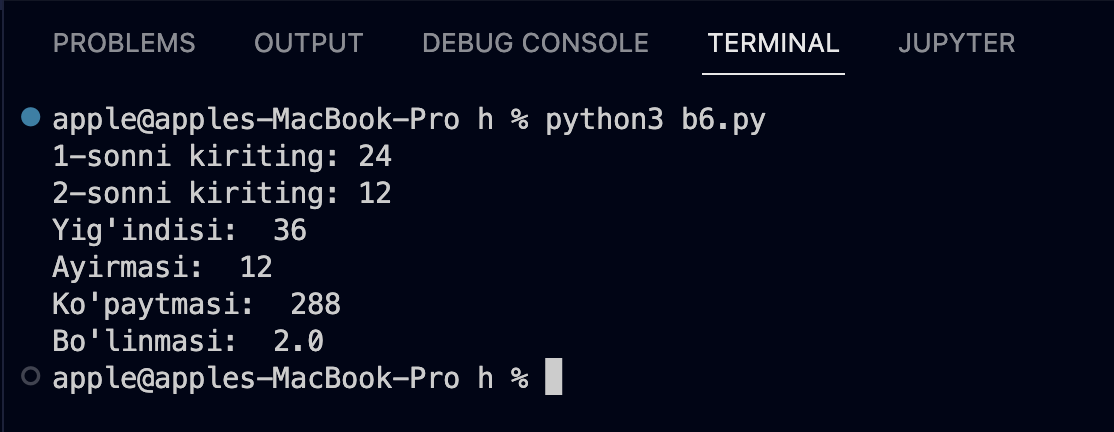 PROBLEMS OUTPUT DEBUG CONSOLE TERMINAL JUPYTER
apple@apples-MacBook-Pro h % python3 b6.py
1-sonni kiriting: 24
2-sonni kiriting: 12
Yig'indisi:  36
Ayirmasi:  12
Ko'paytmasi:  288
Bo'linmasi:  2.0
apple@apples-MacBook-Pro h %